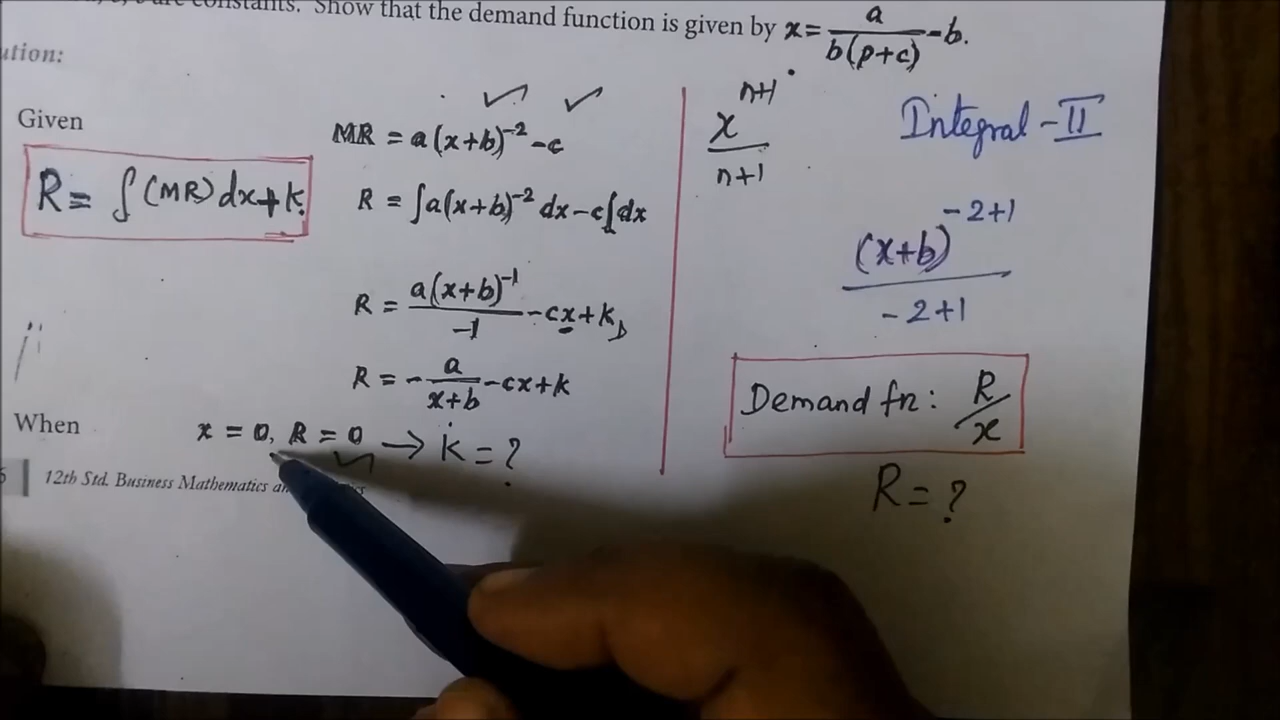 constants. Show that the demand function is given by x = a/b(p+c) - b.
ution:
Given
MR = a(x+b)^-2 - c
R = ∫(MR) dx + k.
R = ∫a(x+b)^-2 dx - c∫dx
R = a(x+b)^-1/-1 - cx + k,
R = - a/x+b - cx + k
When x = 0, R = 0 → k = ?
12th Std. Business Mathematics
x^n+1/n+1
Integral - II
(x+b)^-2+1/-2+1
Demand fn: R/x
R = ?